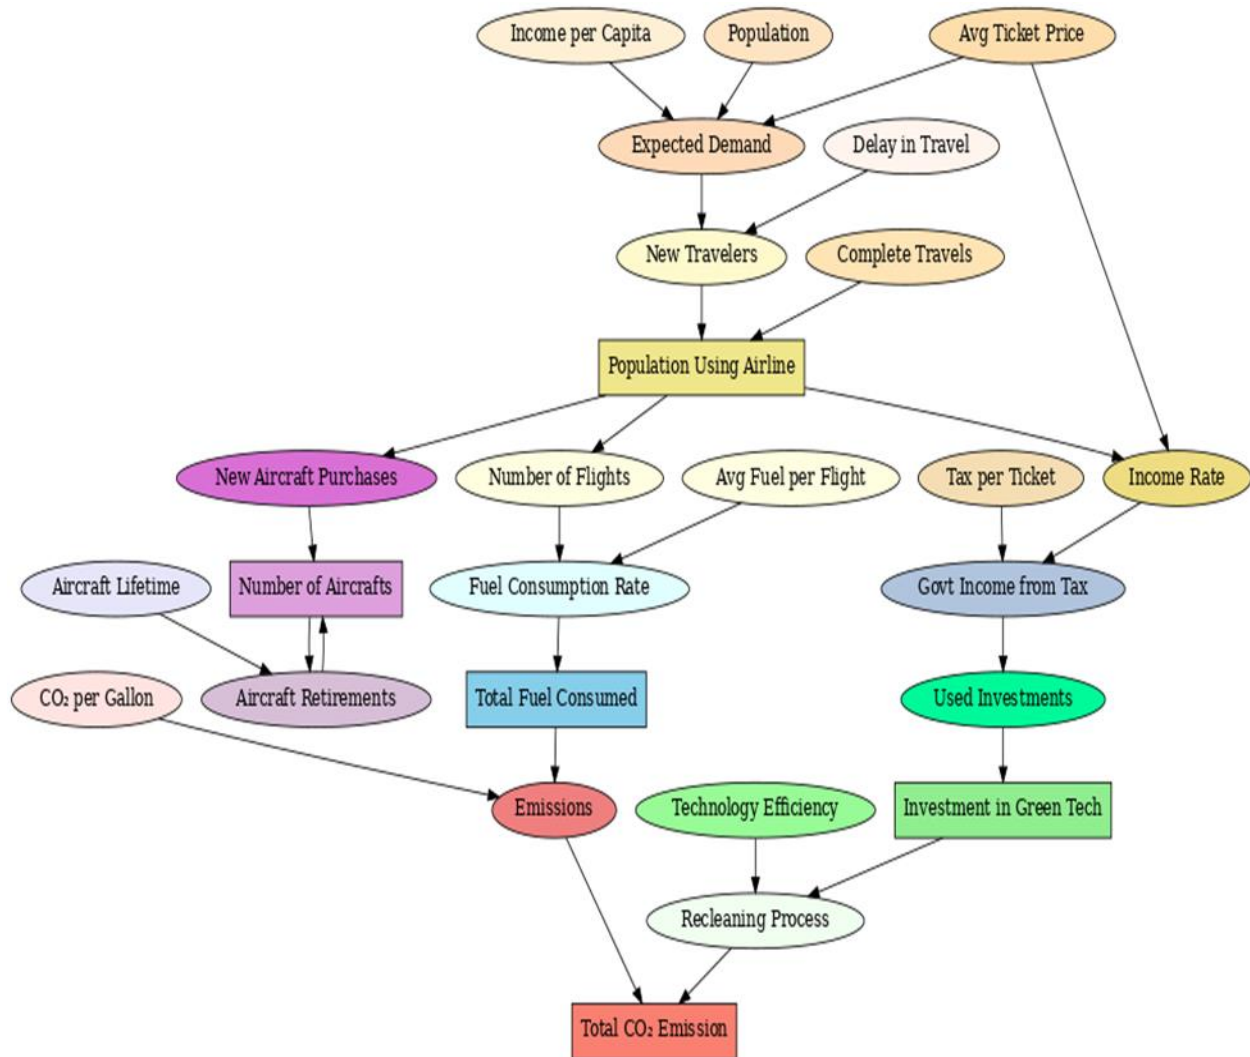 Income per Capita
Population
Avg Ticket Price
Expected Demand
Delay in Travel
New Travelers
Complete Travels
Population Using Airline
New Aircraft Purchases
Number of Flights
Avg Fuel per Flight
Tax per Ticket
Income Rate
Aircraft Lifetime
Number of Aircrafts
Fuel Consumption Rate
Govt Income from Tax
CO₂ per Gallon
Aircraft Retirements
Total Fuel Consumed
Used Investments
Emissions
Technology Efficiency
Investment in Green Tech
Recleaning Process
Total CO₂ Emission